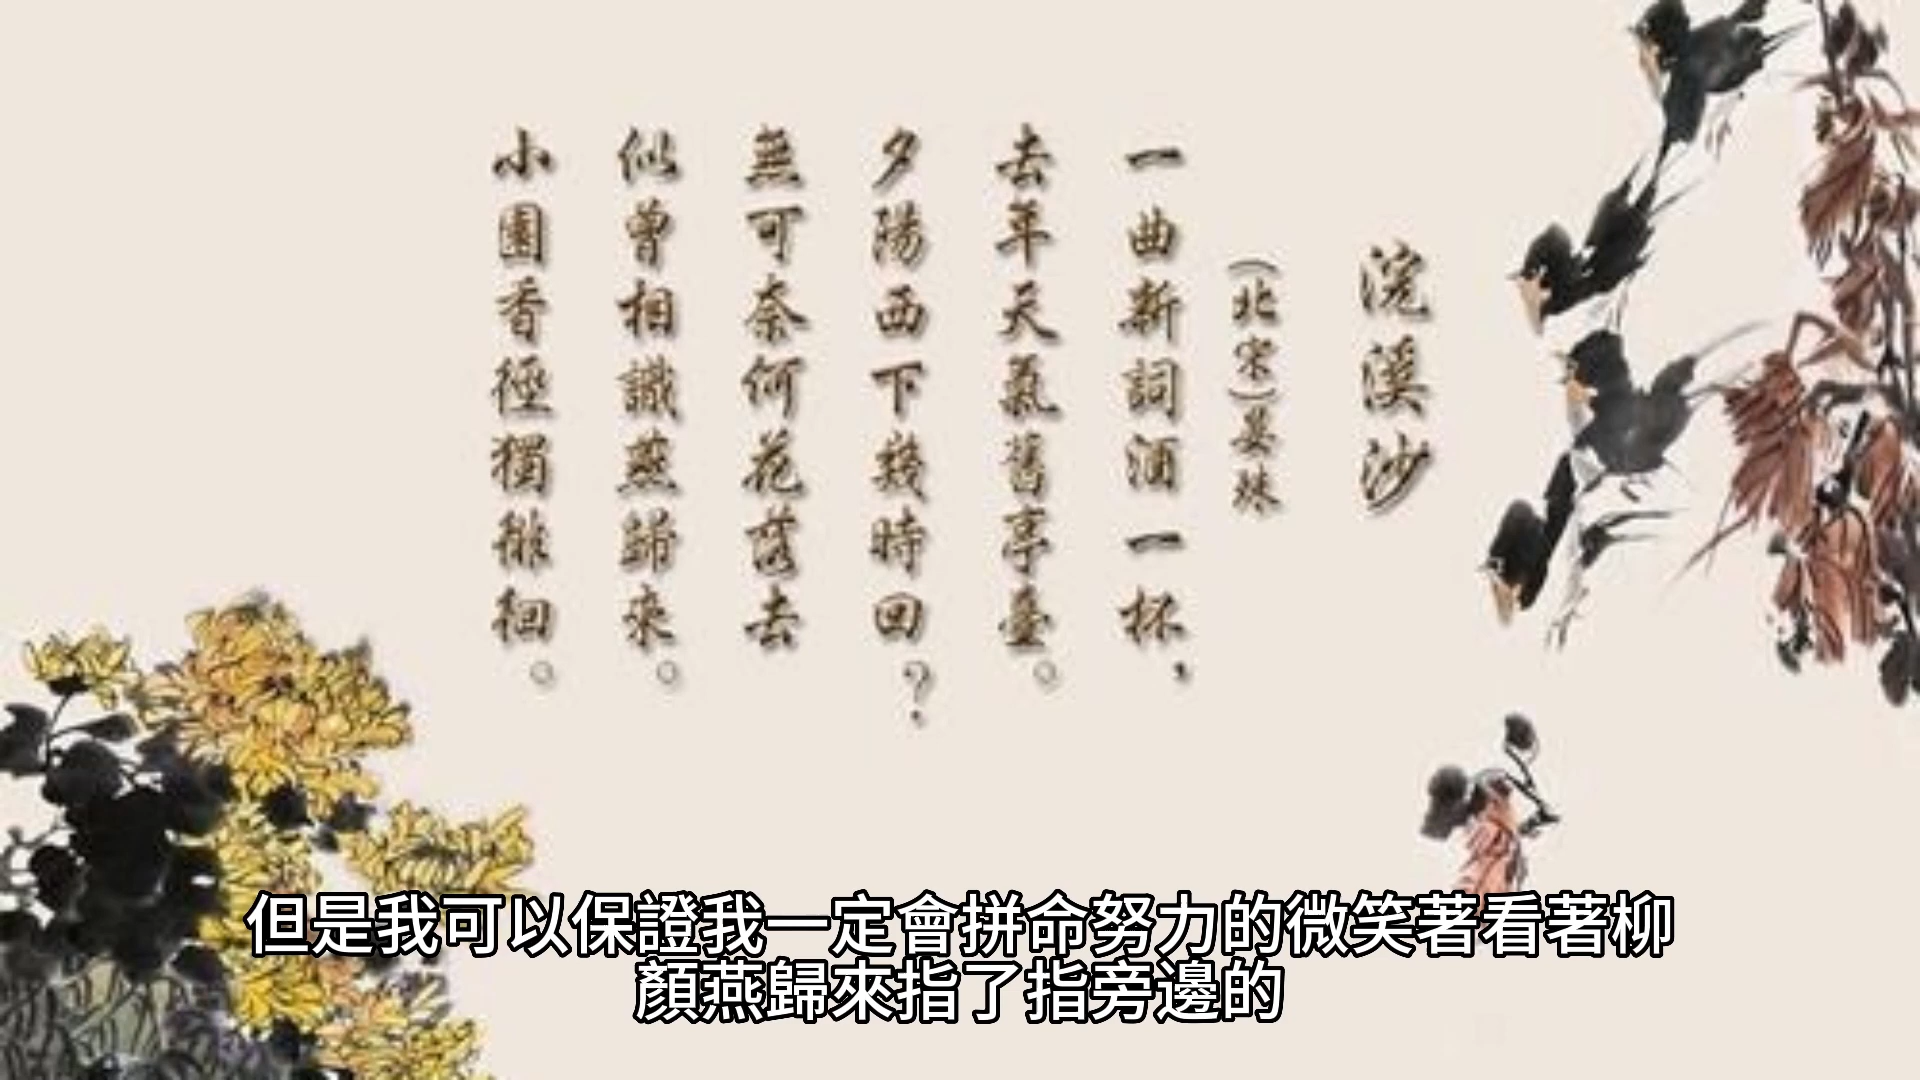 浣溪沙
(北宋)晏殊
一曲新詞酒一杯，
去年天氣舊亭臺。
夕陽西下幾時回？
無可奈何花落去
似曾相識燕歸來。
小園香徑獨徘徊。
但是我可以保證我一定會拼命努力的微笑著看著柳
顏燕歸來指了指旁邊的